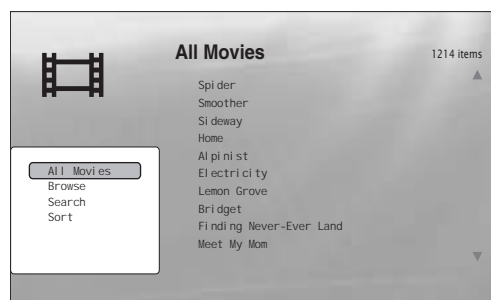 All Movies
1214 items
Spider
Smoother
Sideway
Home
Alpinist
Electricity
Lemon Grove
Bridget
Finding Never-Ever Land
Meet My Mom
All Movies
Browse
Search
Sort